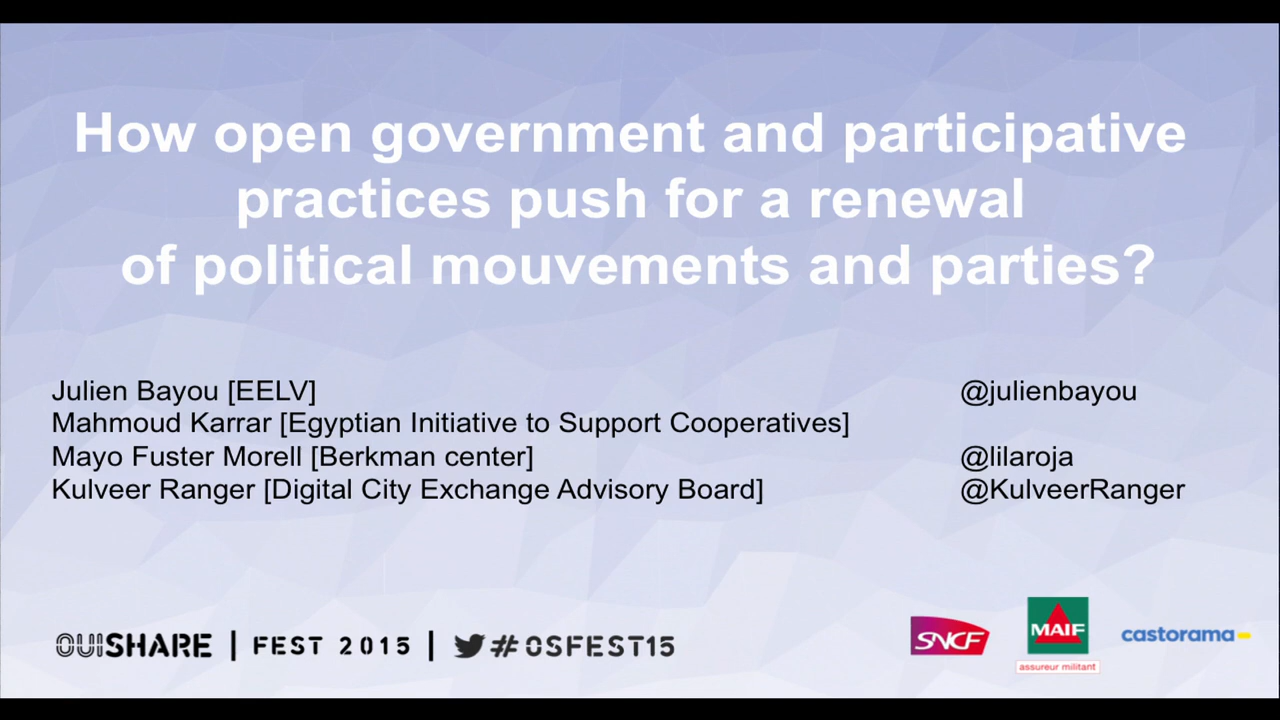 How open government and participative
practices push for a renewal
of political mouvements and parties?
Julien Bayou [EELV] @julienbayou
Mahmoud Karrar [Egyptian Initiative to Support Cooperatives]
Mayo Fuster Morell [Berkman center] @lilaroja
Kulveer Ranger [Digital City Exchange Advisory Board] @KulveerRanger
OUISHARE | FEST 2015 | #OSFEST15
SNCF
MAIF
assureur militant
castorama